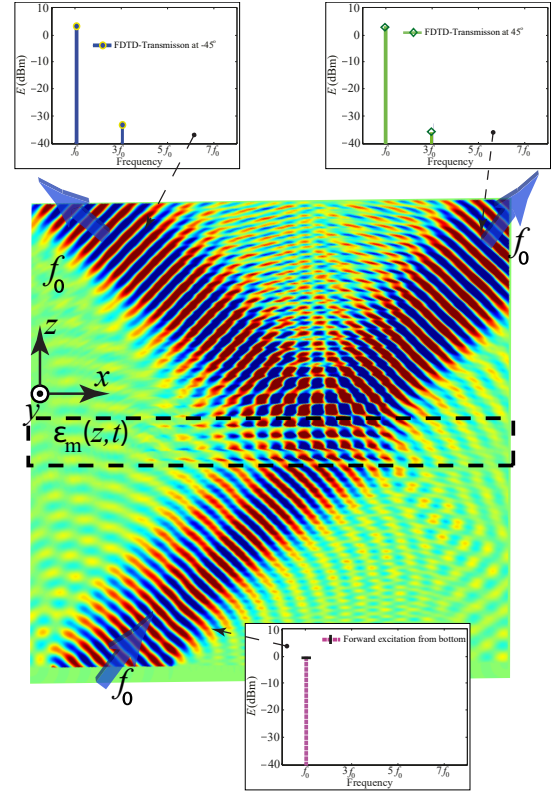 10
0
−10
−20
−30
−40
E (dBm)
FDTD-Transmisson at -45°
f0 3f0 5f0 7f0
Frequency
10
0
−10
−20
−30
−40
E (dBm)
FDTD-Transmisson at 45°
f0 3f0 5f0 7f0
Frequency
f0
f0
z
x
y
εm(z,t)
f0
10
0
−10
−20
−30
−40
E (dBm)
Forward excitation from bottom
f0 3f0 5f0 7f0
Frequency